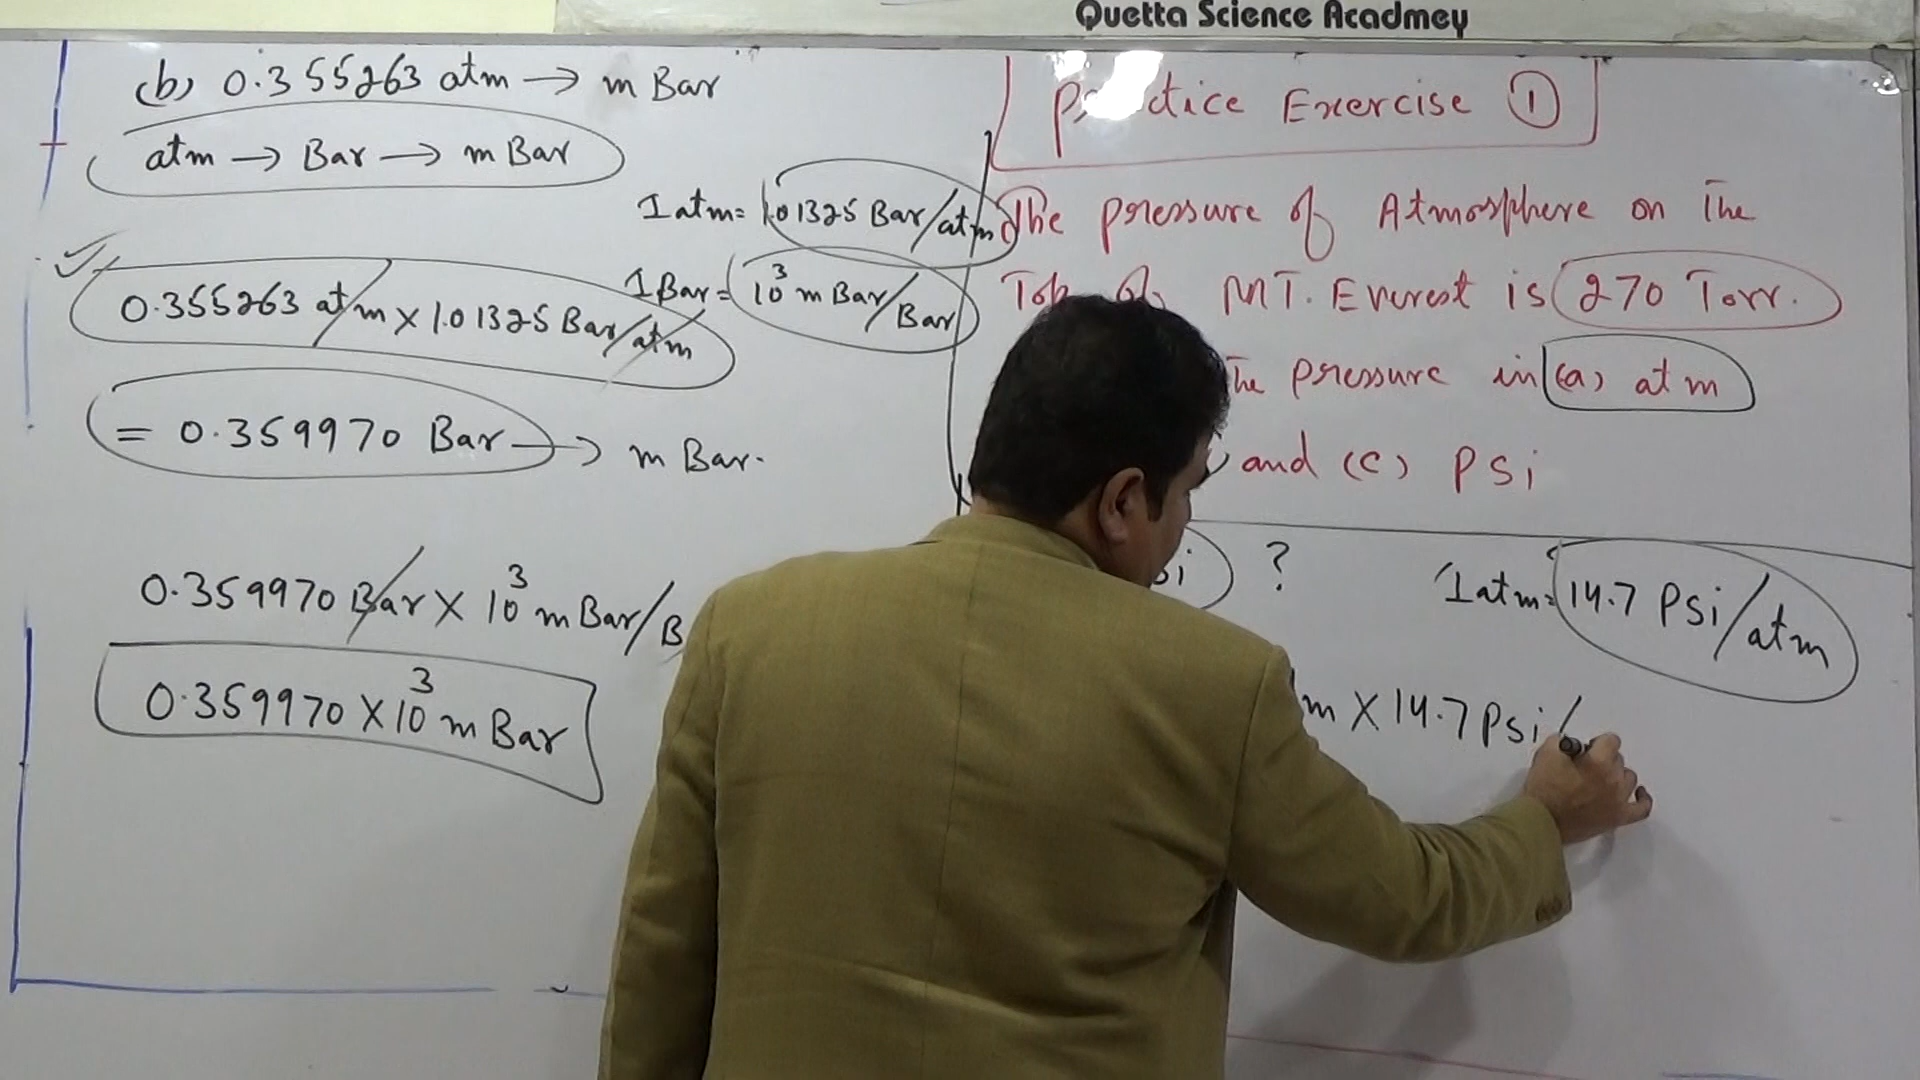 Quetta Science Acadmey
(b) 0.355263 atm → m Bar
atm → Bar → m Bar
1 atm = 1.01325 Bar/atm
1 Bar = 10³ m Bar/Bar
0.355263 atm x 1.01325 Bar/atm
= 0.359970 Bar → m Bar.
0.359970 Bar X 10³ m Bar/B
0.359970 X 10³ m Bar
Practice Exercise ①
The pressure of Atmosphere on The
Top of MT. Everest is 270 Torr.
The pressure in (a) atm
and (c) Psi
?
1 atm = 14.7 Psi/atm
m X 14.7 Psi/